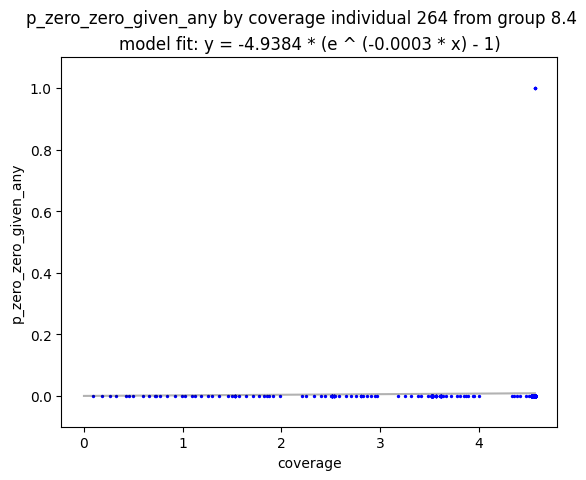 p_zero_zero_given_any by coverage individual 264 from group 8.4
model fit: y = -4.9384 * (e ^ (-0.0003 * x) - 1)
1.0
0.8
0.6
0.4
0.2
0.0
p_zero_zero_given_any
0 1 2 3 4
coverage